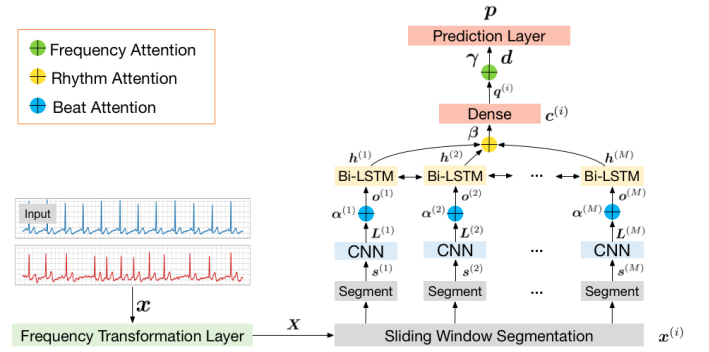 p
Prediction Layer
γ d
q^(i)
Dense c^(i)
β
h^(1) h^(2) h^(M)
Bi-LSTM Bi-LSTM ... Bi-LSTM
o^(1) o^(2) o^(M)
α^(1) α^(2) α^(M)
L^(1) L^(2) L^(M)
CNN CNN ... CNN
s^(1) s^(2) s^(M)
Segment Segment ... Segment
Sliding Window Segmentation x^(i)
Frequency Attention
Rhythm Attention
Beat Attention
Input
x
Frequency Transformation Layer
X